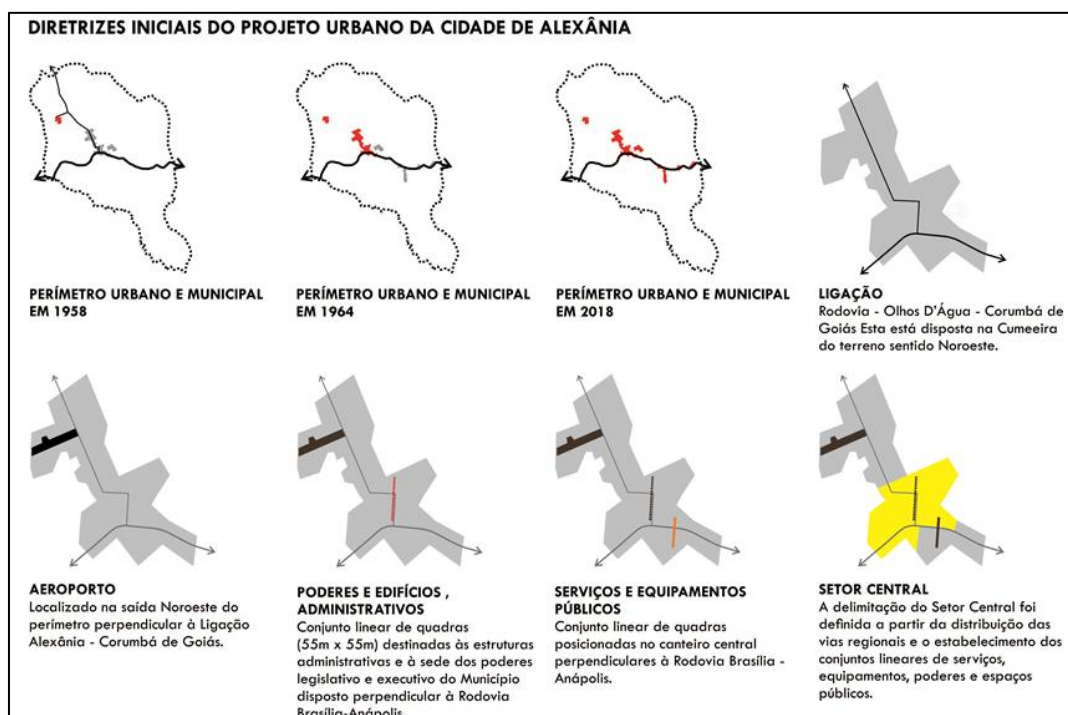 DIRETRIZES INICIAIS DO PROJETO URBANO DA CIDADE DE ALEXÂNIA
PERÍMETRO URBANO E MUNICIPAL
EM 1958
PERÍMETRO URBANO E MUNICIPAL
EM 1964
PERÍMETRO URBANO E MUNICIPAL
EM 2018
LIGAÇÃO
Rodovia - Olhos D'Água - Corumbá de
Goiás Esta está disposta na Cumeeira
do terreno sentido Noroeste.
AEROPORTO
Localizado na saída Noroeste do
perímetro perpendicular à Ligação
Alexânia - Corumbá de Goiás.
PODERES E EDIFÍCIOS ,
ADMINISTRATIVOS
Conjunto linear de quadras
(55m x 55m) destinadas às estruturas
administrativas e à sede dos poderes
legislativo e executivo do Município
disposto perpendicular à Rodovia
Brasília-Anápolis
SERVIÇOS E EQUIPAMENTOS
PÚBLICOS
Conjunto linear de quadras
posicionadas no canteiro central
perpendiculares à Rodovia Brasília -
Anápolis.
SETOR CENTRAL
A delimitação do Setor Central foi
definida a partir da distribuição das
vias regionais e o estabelecimento dos
conjuntos lineares de serviços,
equipamentos, poderes e espaços
públicos.